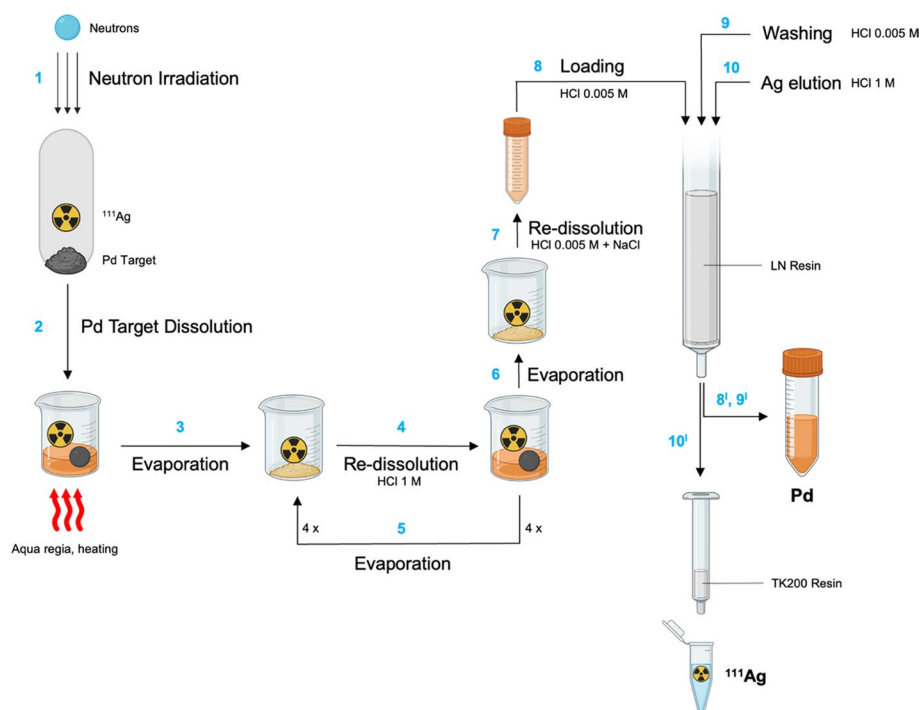 Neutrons
1
Neutron Irradiation
¹¹¹Ag
Pd Target
2
Pd Target Dissolution
Aqua regia, heating
3
Evaporation
4
Re-dissolution
HCl 1 M
4 x
5
4 x
Evaporation
6
Evaporation
7
Re-dissolution
HCl 0.005 M + NaCl
8
Loading
HCl 0.005 M
9
Washing
HCl 0.005 M
10
Ag elution
HCl 1 M
LN Resin
8ᴵ, 9ᴵ
Pd
10ᴵ
TK200 Resin
¹¹¹Ag